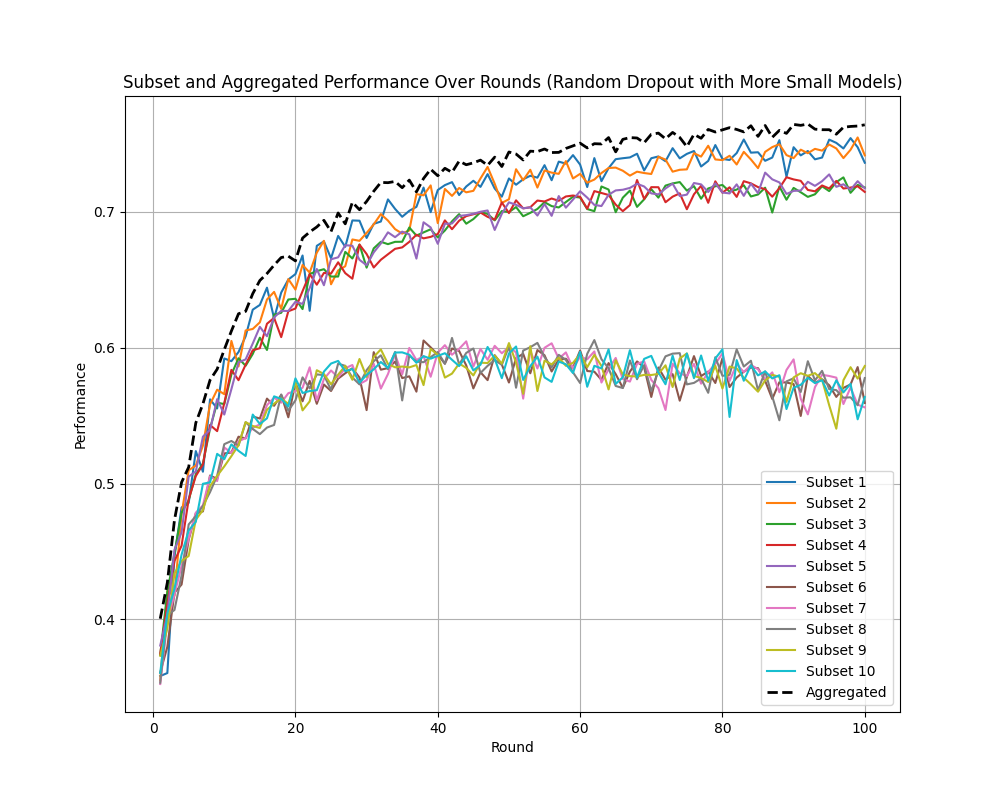 Subset and Aggregated Performance Over Rounds (Random Dropout with More Small Models)
Performance
0.7
0.6
0.5
0.4
Subset 1
Subset 2
Subset 3
Subset 4
Subset 5
Subset 6
Subset 7
Subset 8
Subset 9
Subset 10
Aggregated
0 20 40 60 80 100
Round